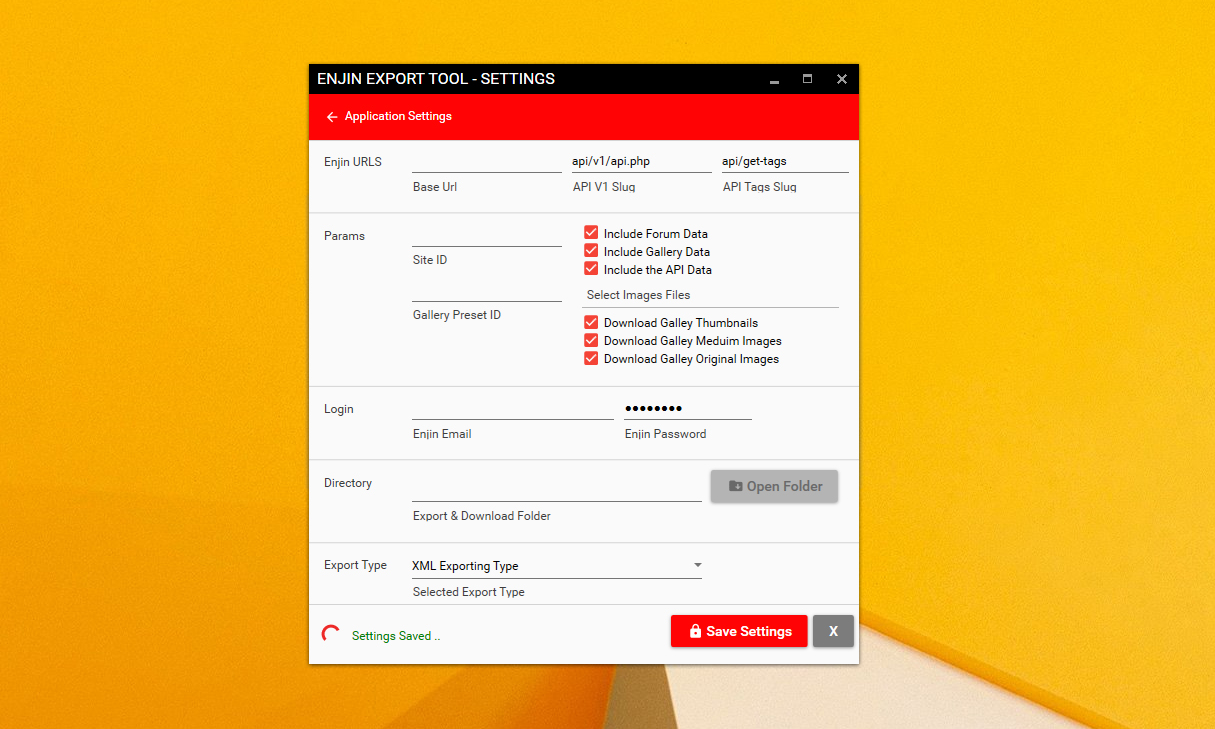 ENJIN EXPORT TOOL - SETTINGS
Application Settings
Enjin URLS
api/v1/api.php
api/get-tags
Base Url
API V1 Slug
API Tags Slug
Params
Site ID
Gallery Preset ID
Include Forum Data
Include Gallery Data
Include the API Data
Select Images Files
Download Galley Thumbnails
Download Galley Meduim Images
Download Galley Original Images
Login
••••••••
Enjin Email
Enjin Password
Directory
Open Folder
Export & Download Folder
Export Type
XML Exporting Type
Selected Export Type
Settings Saved ..
Save Settings
X